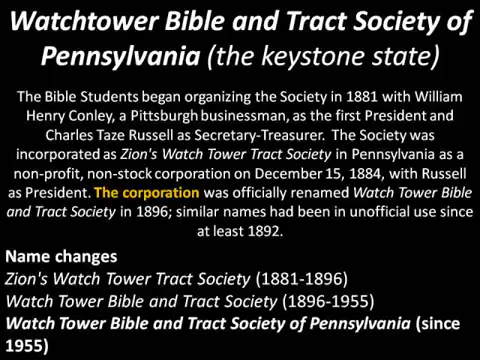 Watchtower Bible and Tract Society of
Pennsylvania (the keystone state)
The Bible Students began organizing the Society in 1881 with William
Henry Conley, a Pittsburgh businessman, as the first President and
Charles Taze Russell as Secretary-Treasurer. The Society was
incorporated as Zion's Watch Tower Tract Society in Pennsylvania as a
non-profit, non-stock corporation on December 15, 1884, with Russell
as President. The corporation was officially renamed Watch Tower Bible
and Tract Society in 1896; similar names had been in unofficial use since
at least 1892.
Name changes
Zion's Watch Tower Tract Society (1881-1896)
Watch Tower Bible and Tract Society (1896-1955)
Watch Tower Bible and Tract Society of Pennsylvania (since
1955)